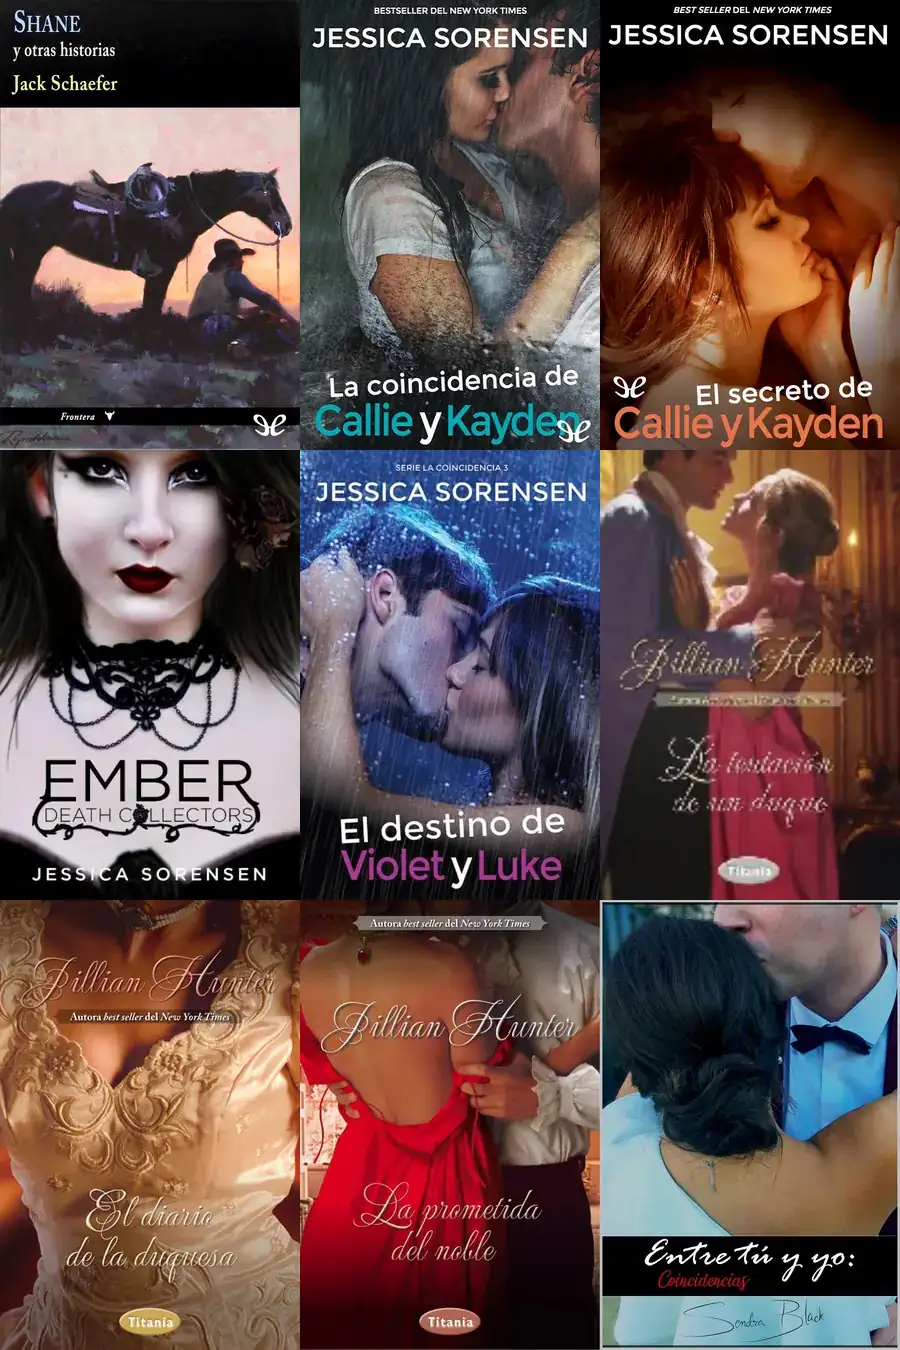 SHANE
y otras historias
Jack Schaefer
Frontera
BESTSELLER DEL NEW YORK TIMES
JESSICA SORENSEN
La coincidencia de
Callie y Kayden
BEST SELLER DEL NEW YORK TIMES
JESSICA SORENSEN
El secreto de
Callie y Kayden
EMBER
DEATH COLLECTORS
JESSICA SORENSEN
SERIE LA COINCIDENCIA 3
JESSICA SORENSEN
El destino de
Violet y Luke
Jillian Hunter
La tentación
de un duque
Titania
Jillian Hunter
Autora best seller del New York Times
El diario
de la duquesa
Titania
Autora best seller del New York Times
Jillian Hunter
La prometida
del noble
Titania
Entre tú y yo:
Coincidencias
Sendra Black